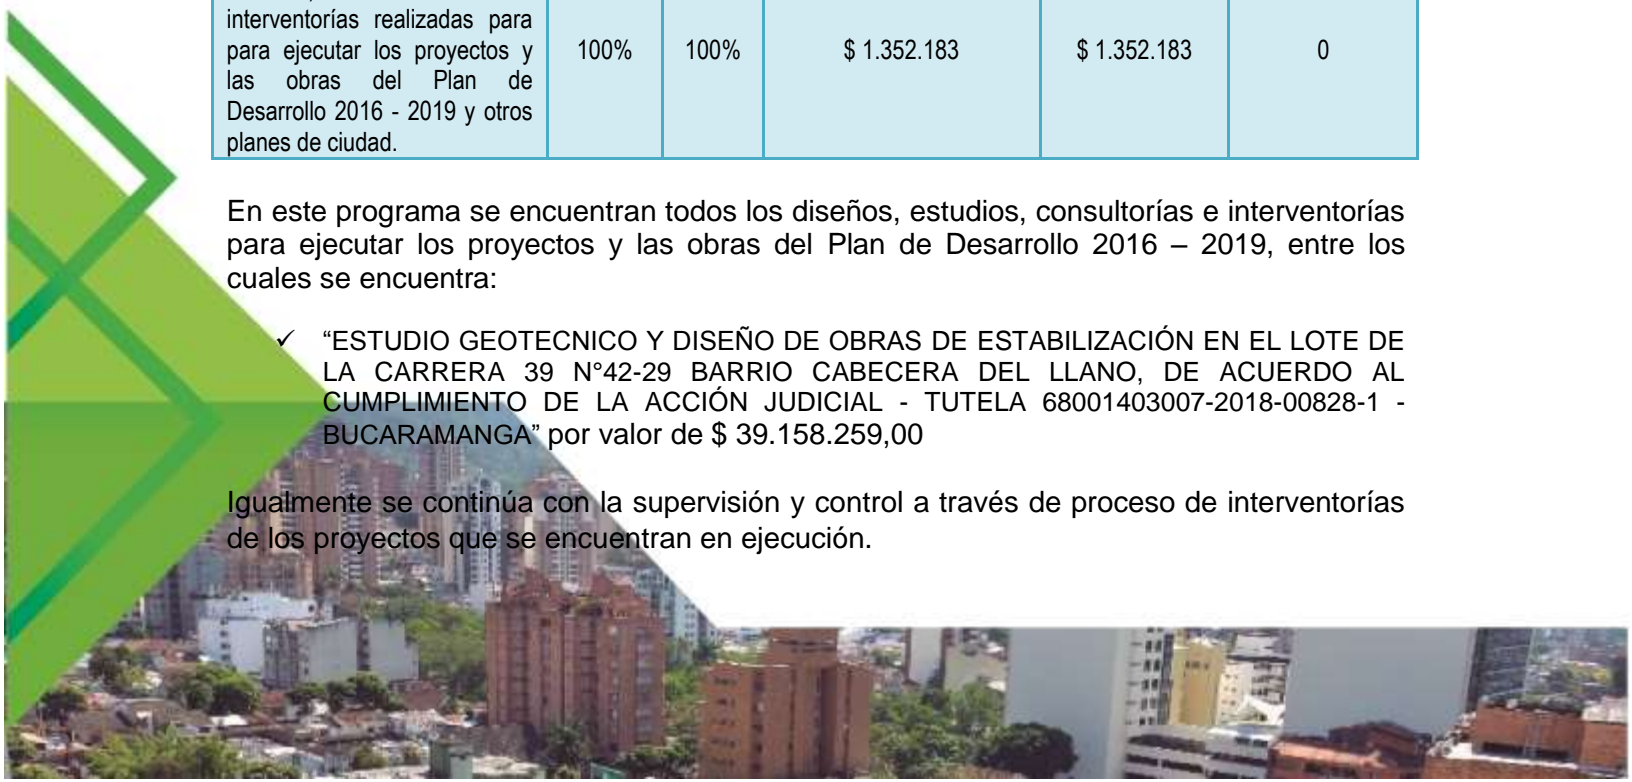 interventorías realizadas para
para ejecutar los proyectos y
las obras del Plan de
Desarrollo 2016 - 2019 y otros
planes de ciudad.
100%
100%
$ 1.352.183
$ 1.352.183
0
En este programa se encuentran todos los diseños, estudios, consultorías e interventorías
para ejecutar los proyectos y las obras del Plan de Desarrollo 2016 – 2019, entre los
cuales se encuentra:
✓ “ESTUDIO GEOTECNICO Y DISEÑO DE OBRAS DE ESTABILIZACIÓN EN EL LOTE DE
LA CARRERA 39 N°42-29 BARRIO CABECERA DEL LLANO, DE ACUERDO AL
CUMPLIMIENTO DE LA ACCIÓN JUDICIAL - TUTELA 68001403007-2018-00828-1 -
BUCARAMANGA” por valor de $ 39.158.259,00
Igualmente se continúa con la supervisión y control a través de proceso de interventorías
de los proyectos que se encuentran en ejecución.